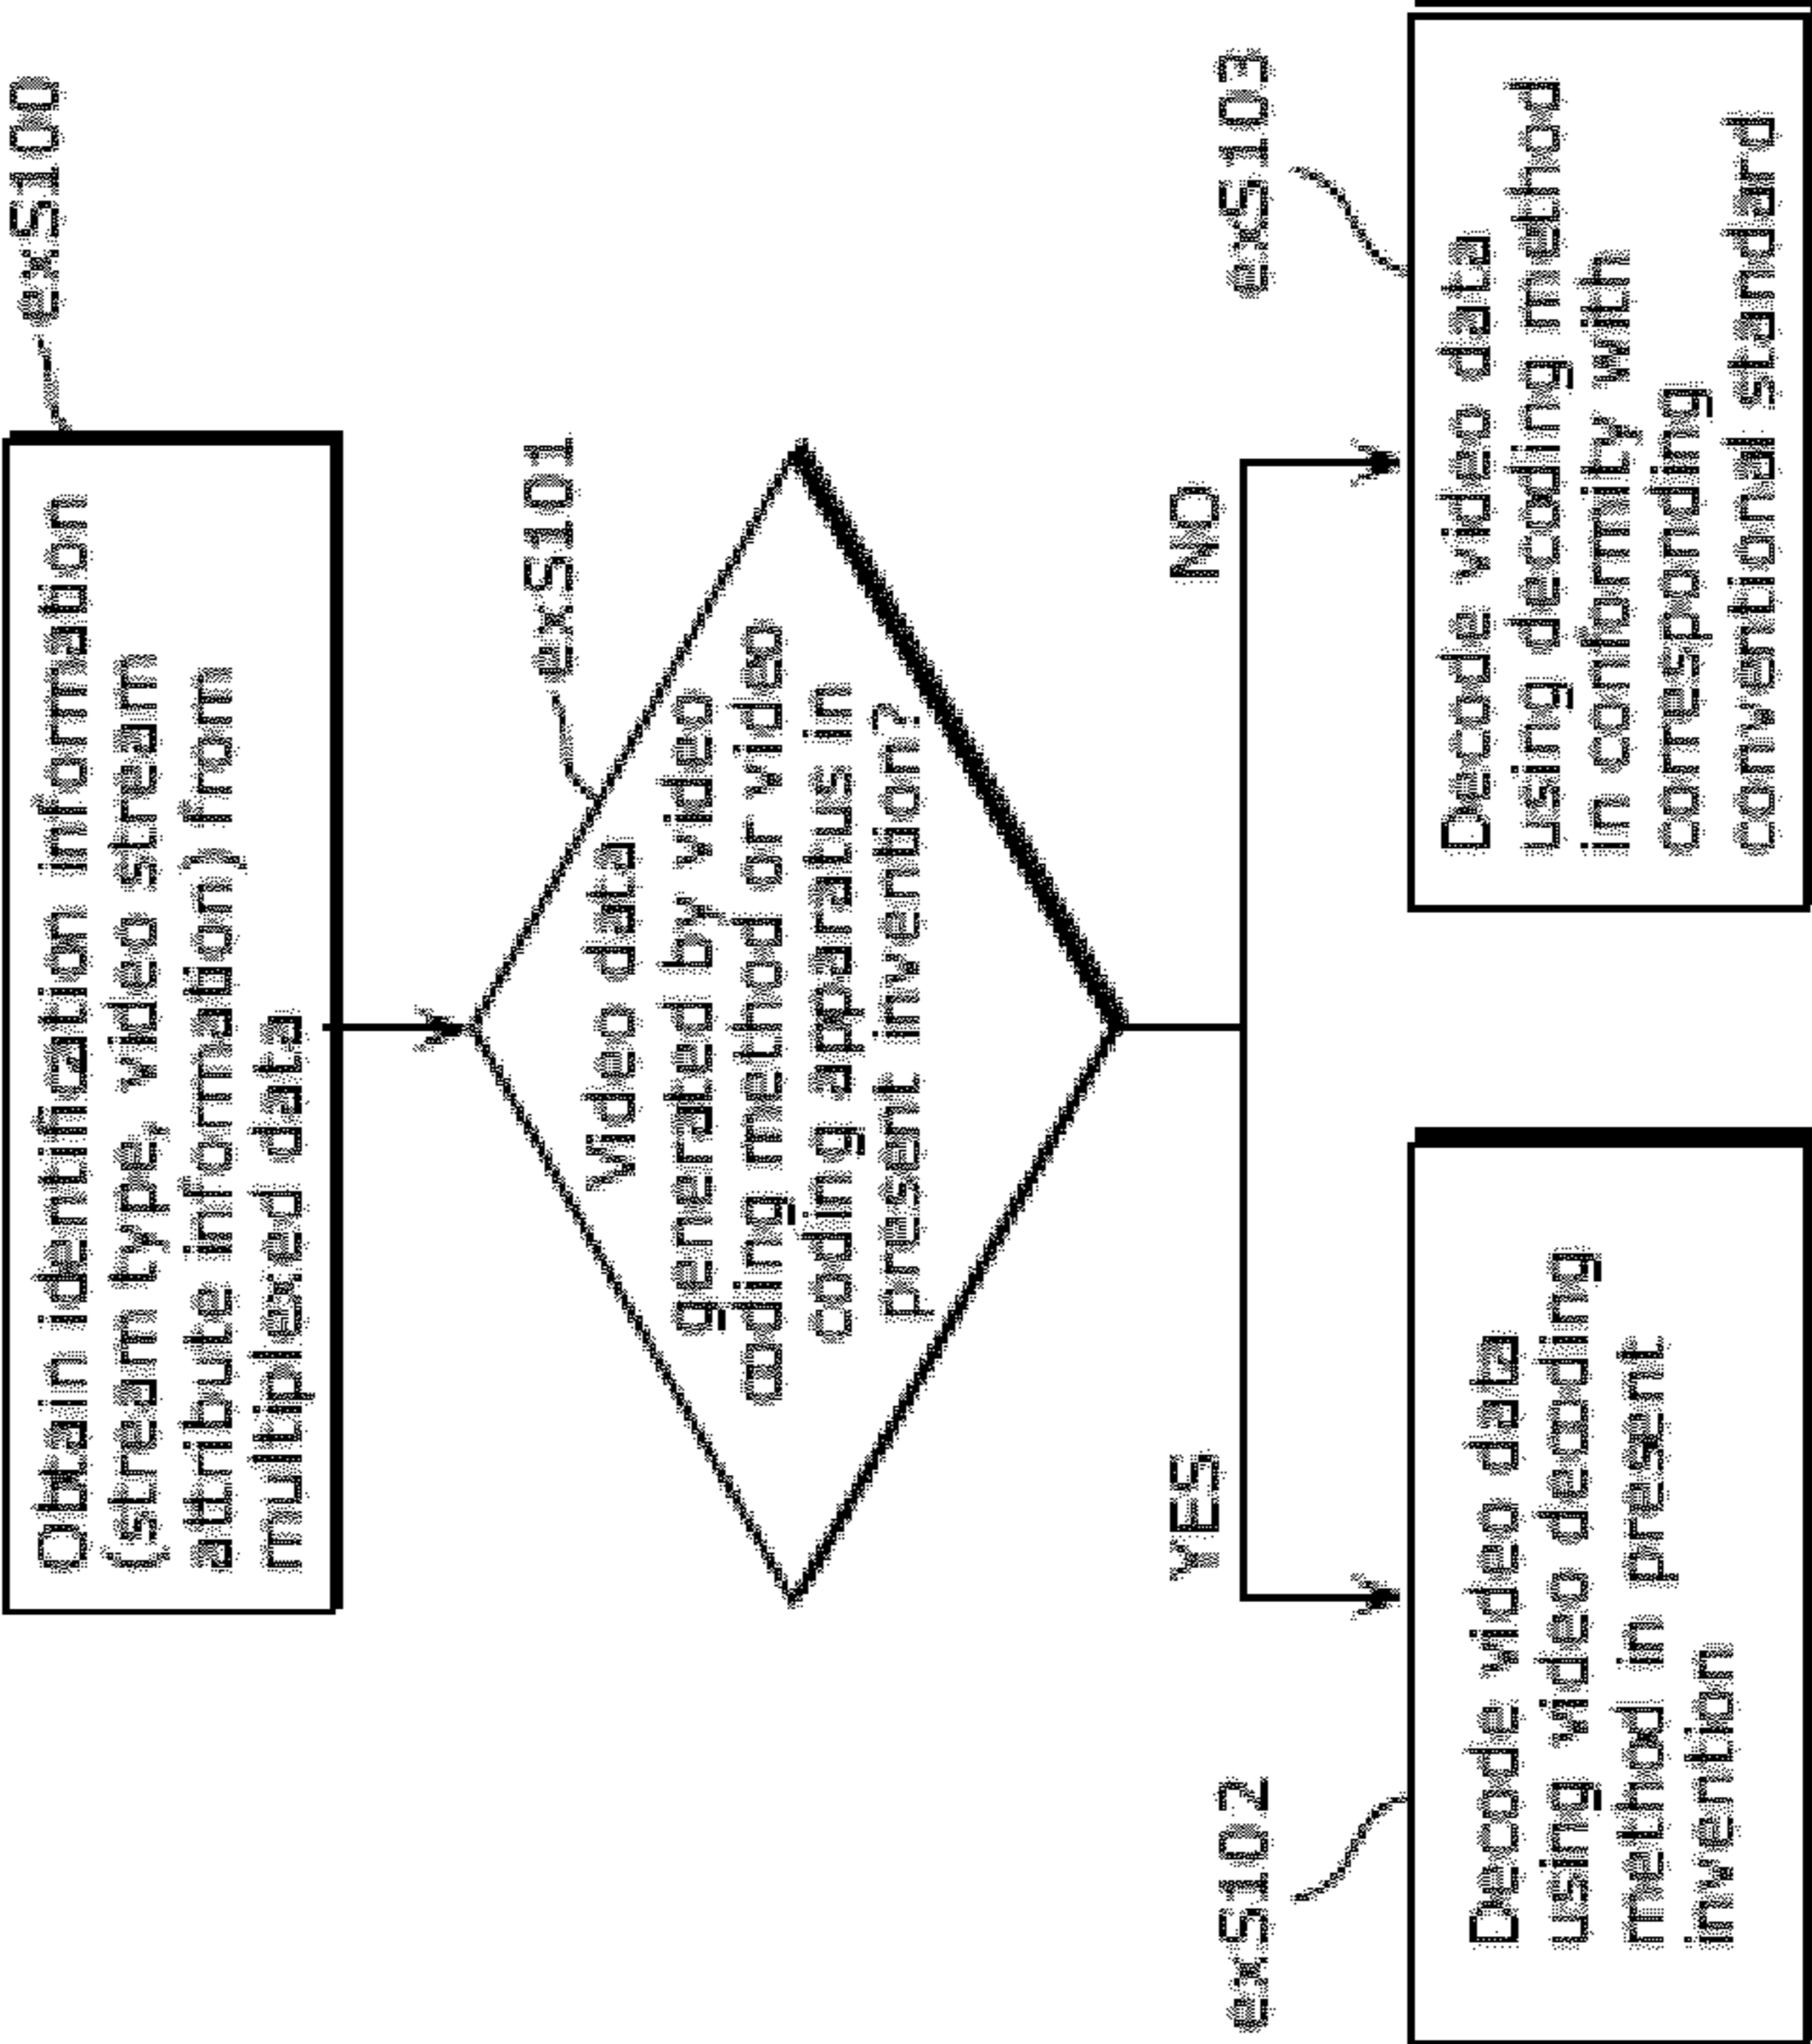 exS100
Obtain identification information
(stream_type, video stream
attribute information) from
multiplexed data
exS101
Video data
generated by video
coding method or video
coding apparatus in
present invention?
YES
NO
exS102
Decode video data
using video decoding
method in present
invention
exS103
Decode video data
using decoding method
in conformity with
corresponding
conventional standard